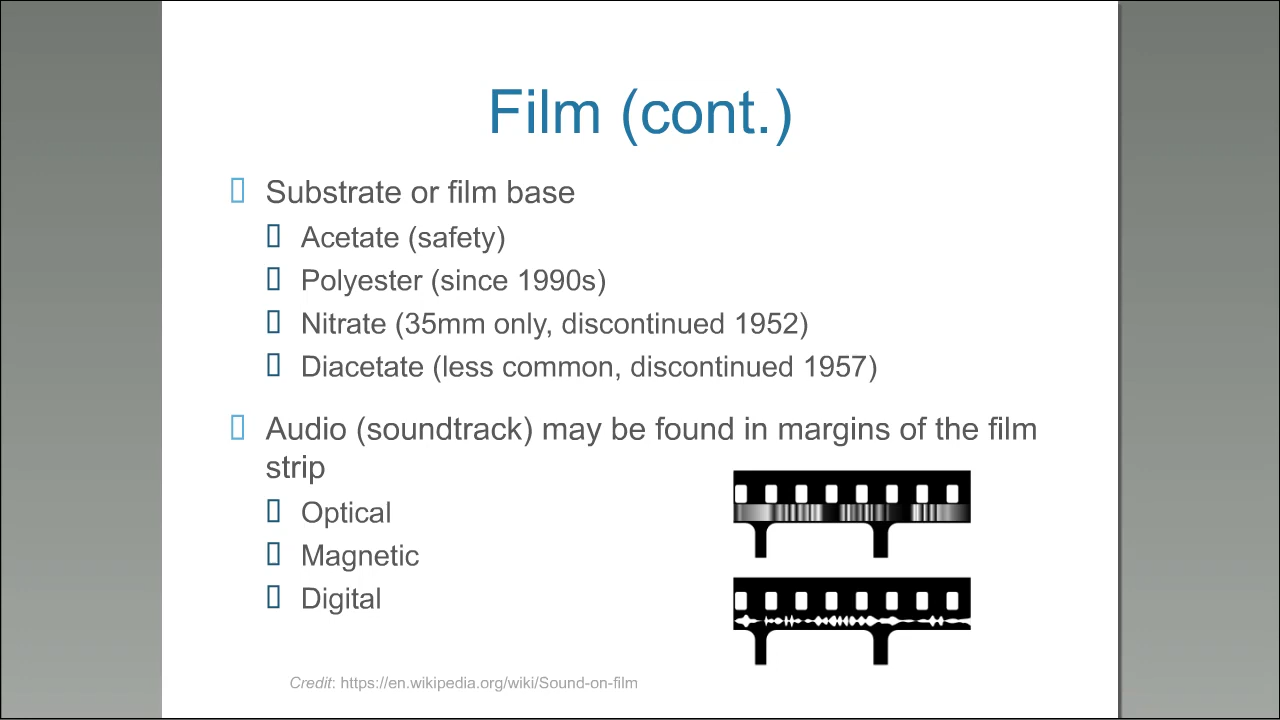 Film (cont.)
Substrate or film base
Acetate (safety)
Polyester (since 1990s)
Nitrate (35mm only, discontinued 1952)
Diacetate (less common, discontinued 1957)
Audio (soundtrack) may be found in margins of the film
strip
Optical
Magnetic
Digital
Credit: https://en.wikipedia.org/wiki/Sound-on-film